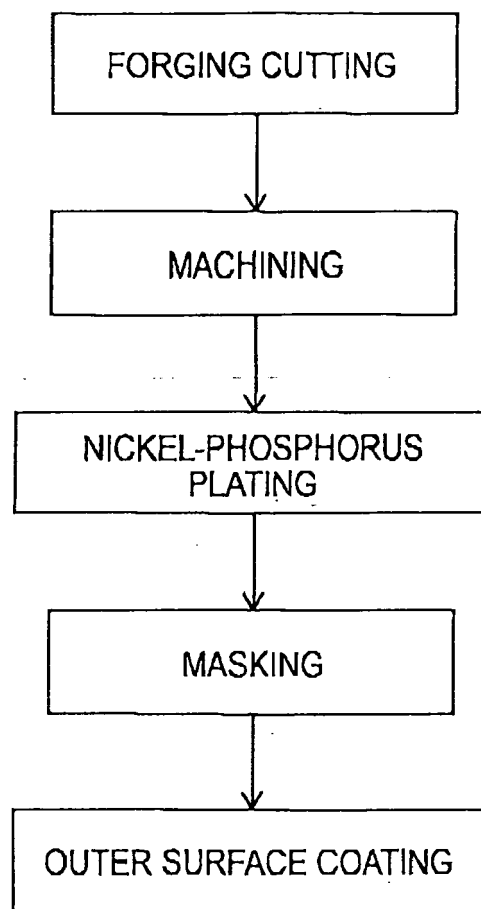 FORGING CUTTING
MACHINING
NICKEL-PHOSPHORUS
PLATING
MASKING
OUTER SURFACE COATING